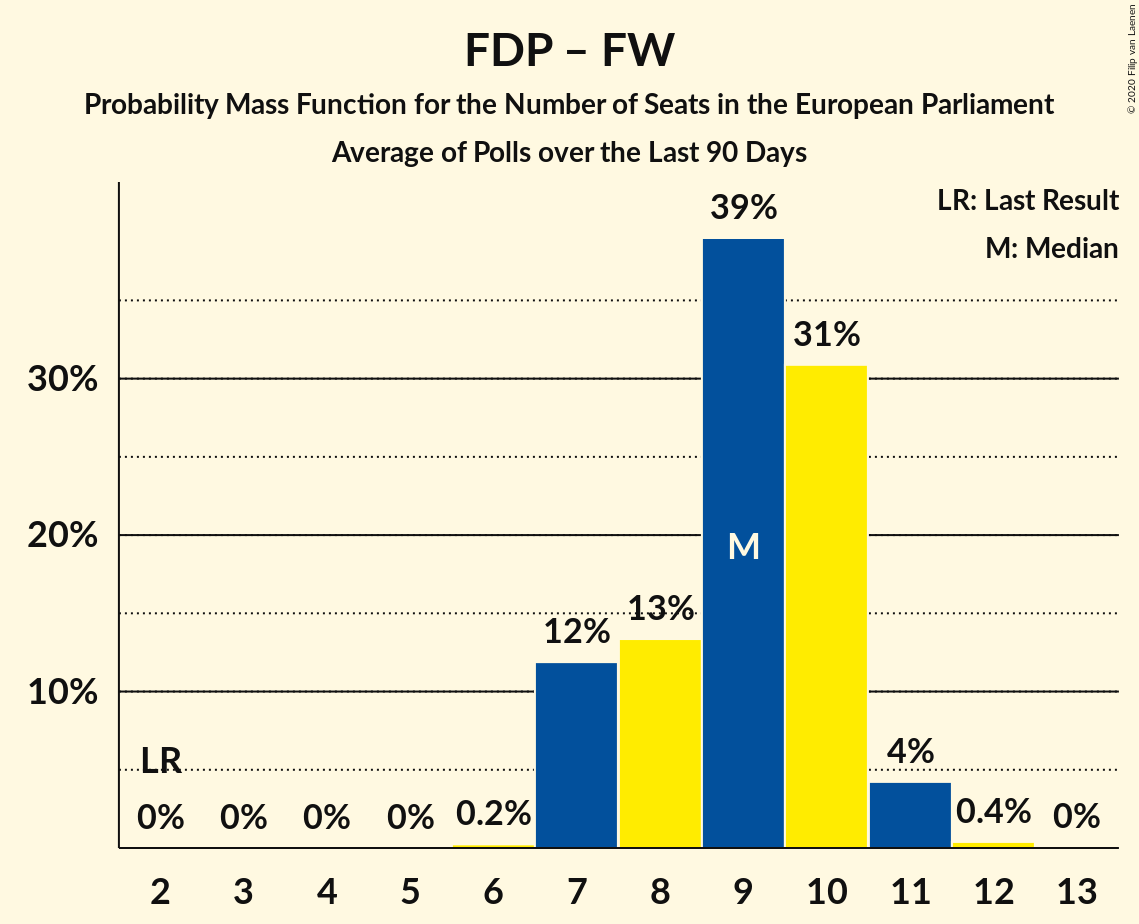 FDP – FW
Probability Mass Function for the Number of Seats in the European Parliament
Average of Polls over the Last 90 Days
© 2020 Filip van Laenen
LR: Last Result
M: Median
39%
31%
30%
20%
M
13%
12%
10%
LR
4%
0% 0% 0% 0% 0.2% 0.4% 0%
2 3 4 5 6 7 8 9 10 11 12 13